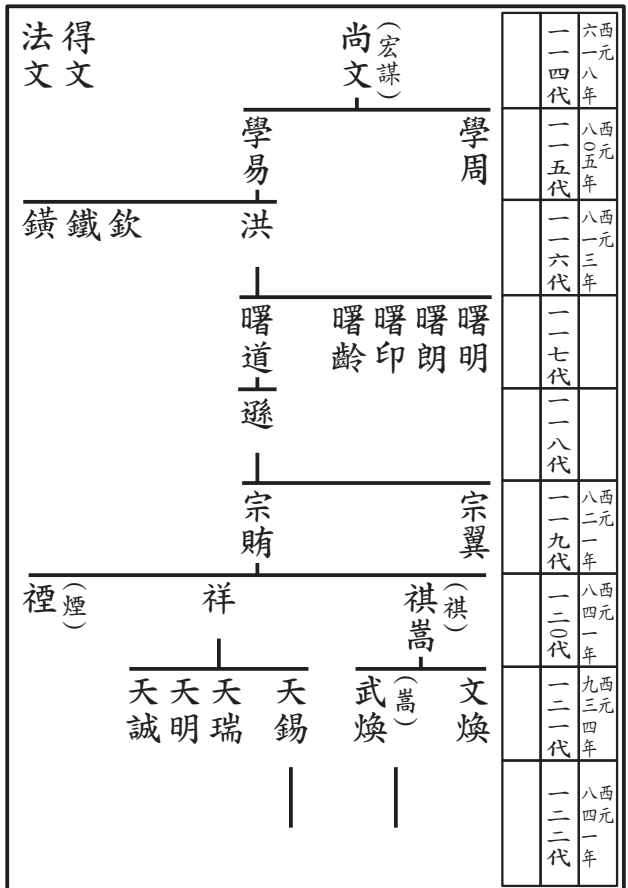 西元六一八年
一一四代
尚文(宏謀)
得文
法文
西元八0五年
一一五代
學周
學易
西元八一三年
一一六代
洪
欽
鐵
鐄
一一七代
曙明
曙朗
曙印
曙齡
曙道
一一八代
遜
西元八二一年
一一九代
宗翼
宗賄
西元八四一年
一二0代
祺嵩(祺)
祥
禋(煙)
西元九三四年
一二一代
文煥
武煥(嵩)
天錫
天瑞
天明
天誠
西元八四一年
一二二代